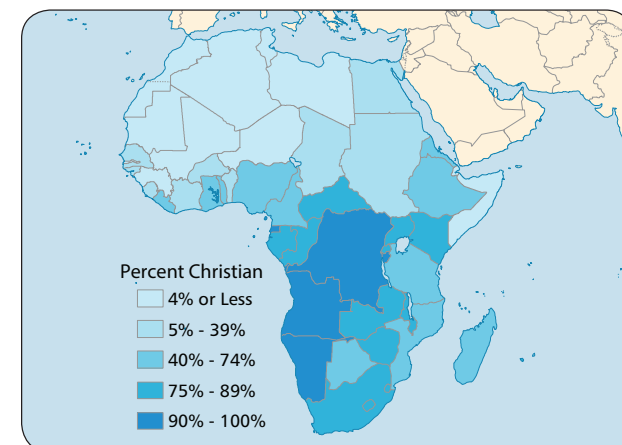 Percent Christian
4% or Less
5% - 39%
40% - 74%
75% - 89%
90% - 100%